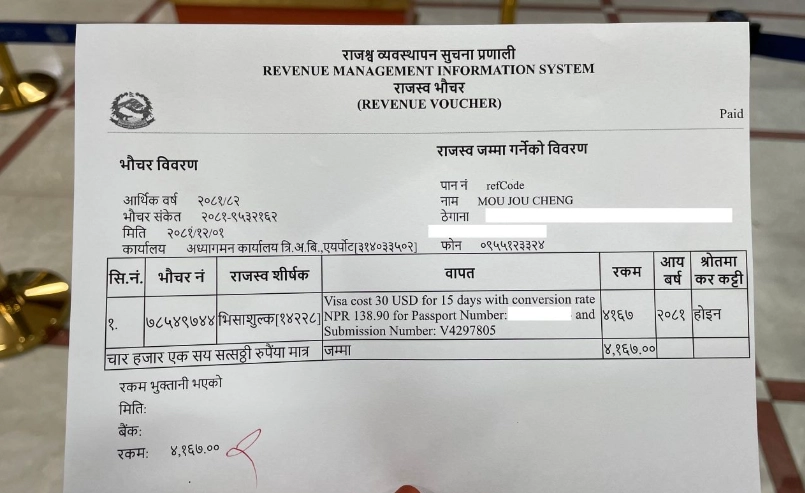 राजश्व व्यवस्थापन सुचना प्रणाली
REVENUE MANAGEMENT INFORMATION SYSTEM
राजस्व भौचर
(REVENUE VOUCHER)
Paid
भौचर विवरण
आर्थिक वर्ष २०८१/८२
भौचर संकेत २०८१-९५३२१६२
मिति २०८१/१२/०१
कार्यालय अध्यागमन कार्यालय त्रि.अ.बि.,एयर्पोट[३१४०३३५०२]
राजस्व जम्मा गर्नेको विवरण
पान नं refCode
नाम MOU JOU CHENG
ठेगाना
फोन ०९५५१२३३२४
सि.नं. भौचर नं राजस्व शीर्षक वापत रकम आय वर्ष श्रोतमा कर कट्टी
१. ७८५४९७४४ भिसाशुल्क[१४२२८] Visa cost 30 USD for 15 days with conversion rate
NPR 138.90 for Passport Number: and
Submission Number: V4297805
४१६७ २०८१ होइन
चार हजार एक सय सत्सठ्ठी रुपैंया मात्र जम्मा ४,१६७.००
रकम भुक्तानी भएको
मिति:
बैंक:
रकम: ४,१६७.००